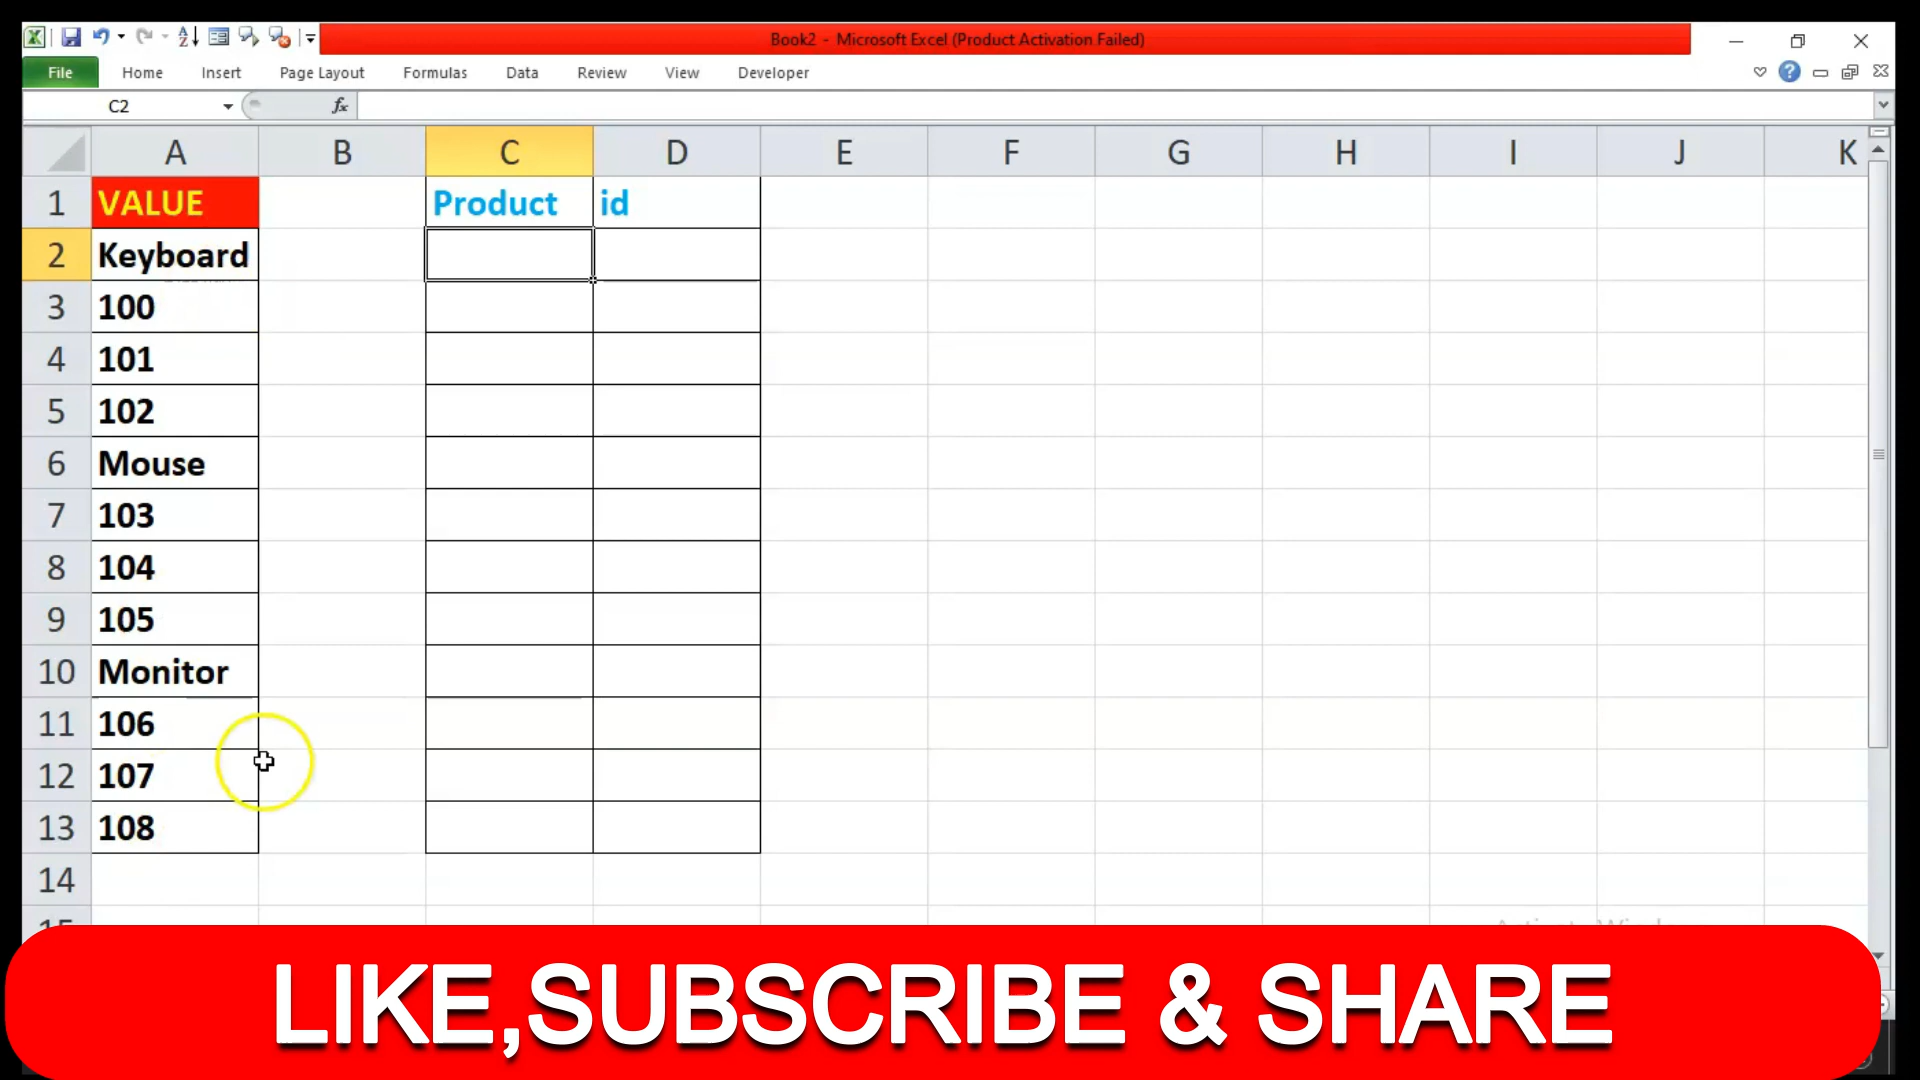 Book2 - Microsoft Excel (Product Activation Failed)
File Home Insert Page Layout Formulas Data Review View Developer
C2 fx
A B C D E F G H I J K
1 VALUE Product id
2 Keyboard
3 100
4 101
5 102
6 Mouse
7 103
8 104
9 105
10 Monitor
11 106
12 107
13 108
14
LIKE,SUBSCRIBE & SHARE